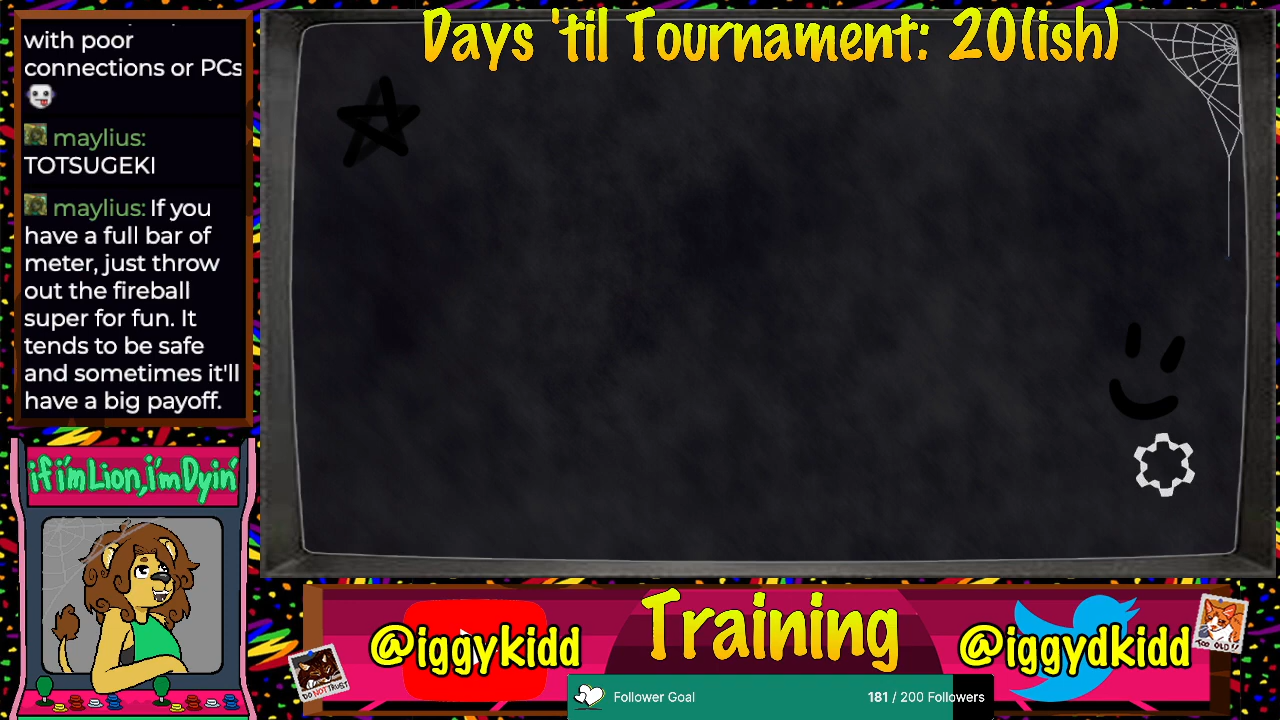 Days 'til Tournament: 20(ish)
with poor
connections or PCs
maylius:
TOTSUGEKI
maylius: If you
have a full bar of
meter, just throw
out the fireball
super for fun. It
tends to be safe
and sometimes it'll
have a big payoff.
if i'm Lion, i'm Dyin'
@iggykidd
Training
@iggydkidd
DO NOT TRUST
TOO OLD
Follower Goal
181 / 200 Followers